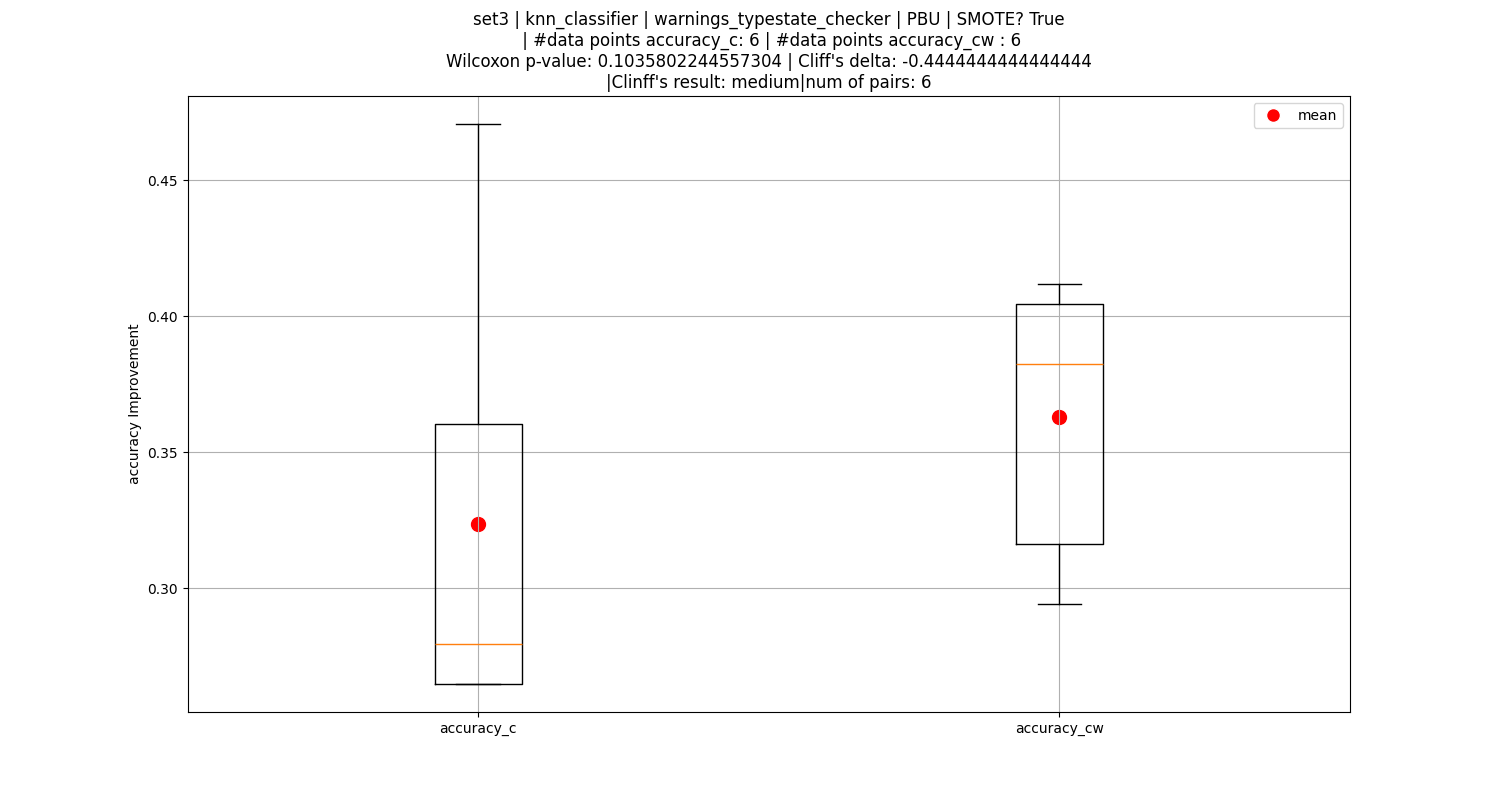 set3 | knn_classifier | warnings_typestate_checker | PBU | SMOTE? True
| #data points accuracy_c: 6 | #data points accuracy_cw : 6
Wilcoxon p-value: 0.1035802244557304 | Cliff's delta: -0.4444444444444444
|Clinff's result: medium|num of pairs: 6
mean
0.45
0.40
0.35
0.30
accuracy Improvement
accuracy_c
accuracy_cw